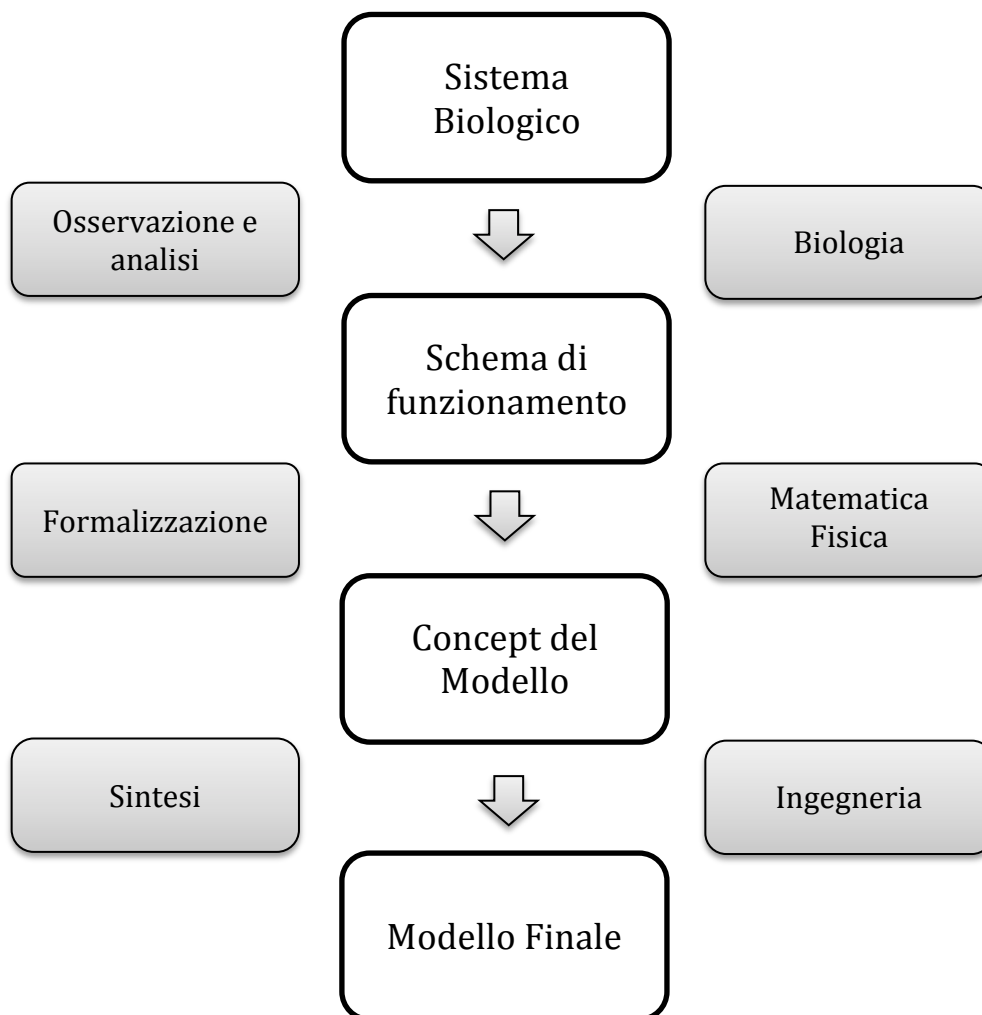 Sistema
Biologico
Osservazione e
analisi
Biologia
Schema di
funzionamento
Formalizzazione
Matematica
Fisica
Concept del
Modello
Sintesi
Ingegneria
Modello Finale